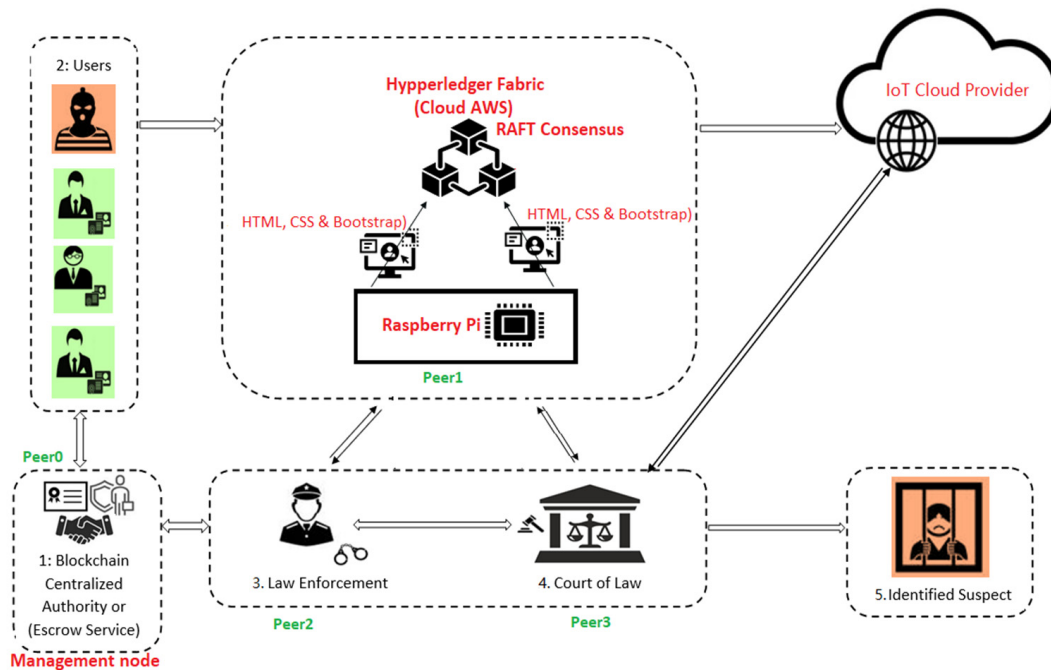 2: Users
Hypperledger Fabric
(Cloud AWS)
RAFT Consensus
HTML, CSS & Bootstrap)
HTML, CSS & Bootstrap)
Raspberry Pi
Peer1
IoT Cloud Provider
Peer0
1: Blockchain
Centralized
Authority or
(Escrow Service)
Management node
3. Law Enforcement
Peer2
4. Court of Law
Peer3
5. Identified Suspect